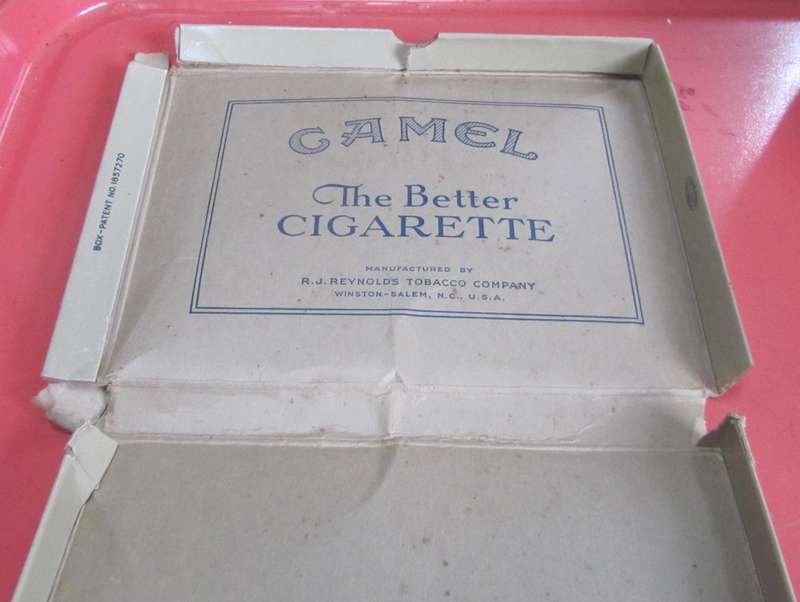 CAMEL
The Better
CIGARETTE
MANUFACTURED BY
R. J. REYNOLDS TOBACCO COMPANY
WINSTON-SALEM, N. C., U. S. A.
BOX-PATENT NO. 1857270